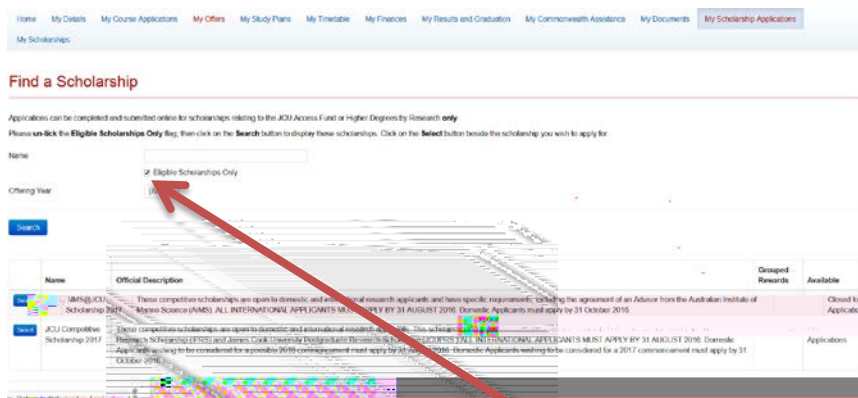 Home My Details My Course Applications My Offers My Study Plans My Timetable My Finances My Results and Graduation My Commonwealth Assistance My Documents My Scholarship Applications
My Scholarships
Find a Scholarship
Applications can be completed and submitted online for scholarships relating to the JCU Access Fund or Higher Degrees by Research only.
Please un-tick the Eligible Scholarships Only flag, then click on the Search button to display these scholarships. Click on the Select button beside the scholarship you wish to apply for.
Name
Eligible Scholarships Only
Offering Year
Search
Name Official Description Grouped Rewards Available
AIMS@JCU These competitive scholarships are open to domestic and international research applicants and have specific requirements, including the agreement of an Advisor from the Australian Institute of Closed
Scholarship 2017 Marine Science (AIMS). ALL INTERNATIONAL APPLICANTS MUST APPLY BY 31 AUGUST 2016. Domestic Applicants must apply by 31 October 2016.
Select JCU Competitive These competitive scholarships are open to domestic and international research This Applications
Scholarship 2017 Research Scholarship (IPRS) and James Cook University Postgraduate Research ALL INTERNATIONAL APPLICANTS MUST APPLY BY 31 AUGUST 2016. Domestic
Applicants wishing to be considered for a possible 2016 commencement must apply by 2016. Domestic Applicants wishing to be considered for a 2017 commencement must apply by 31
October 2016.